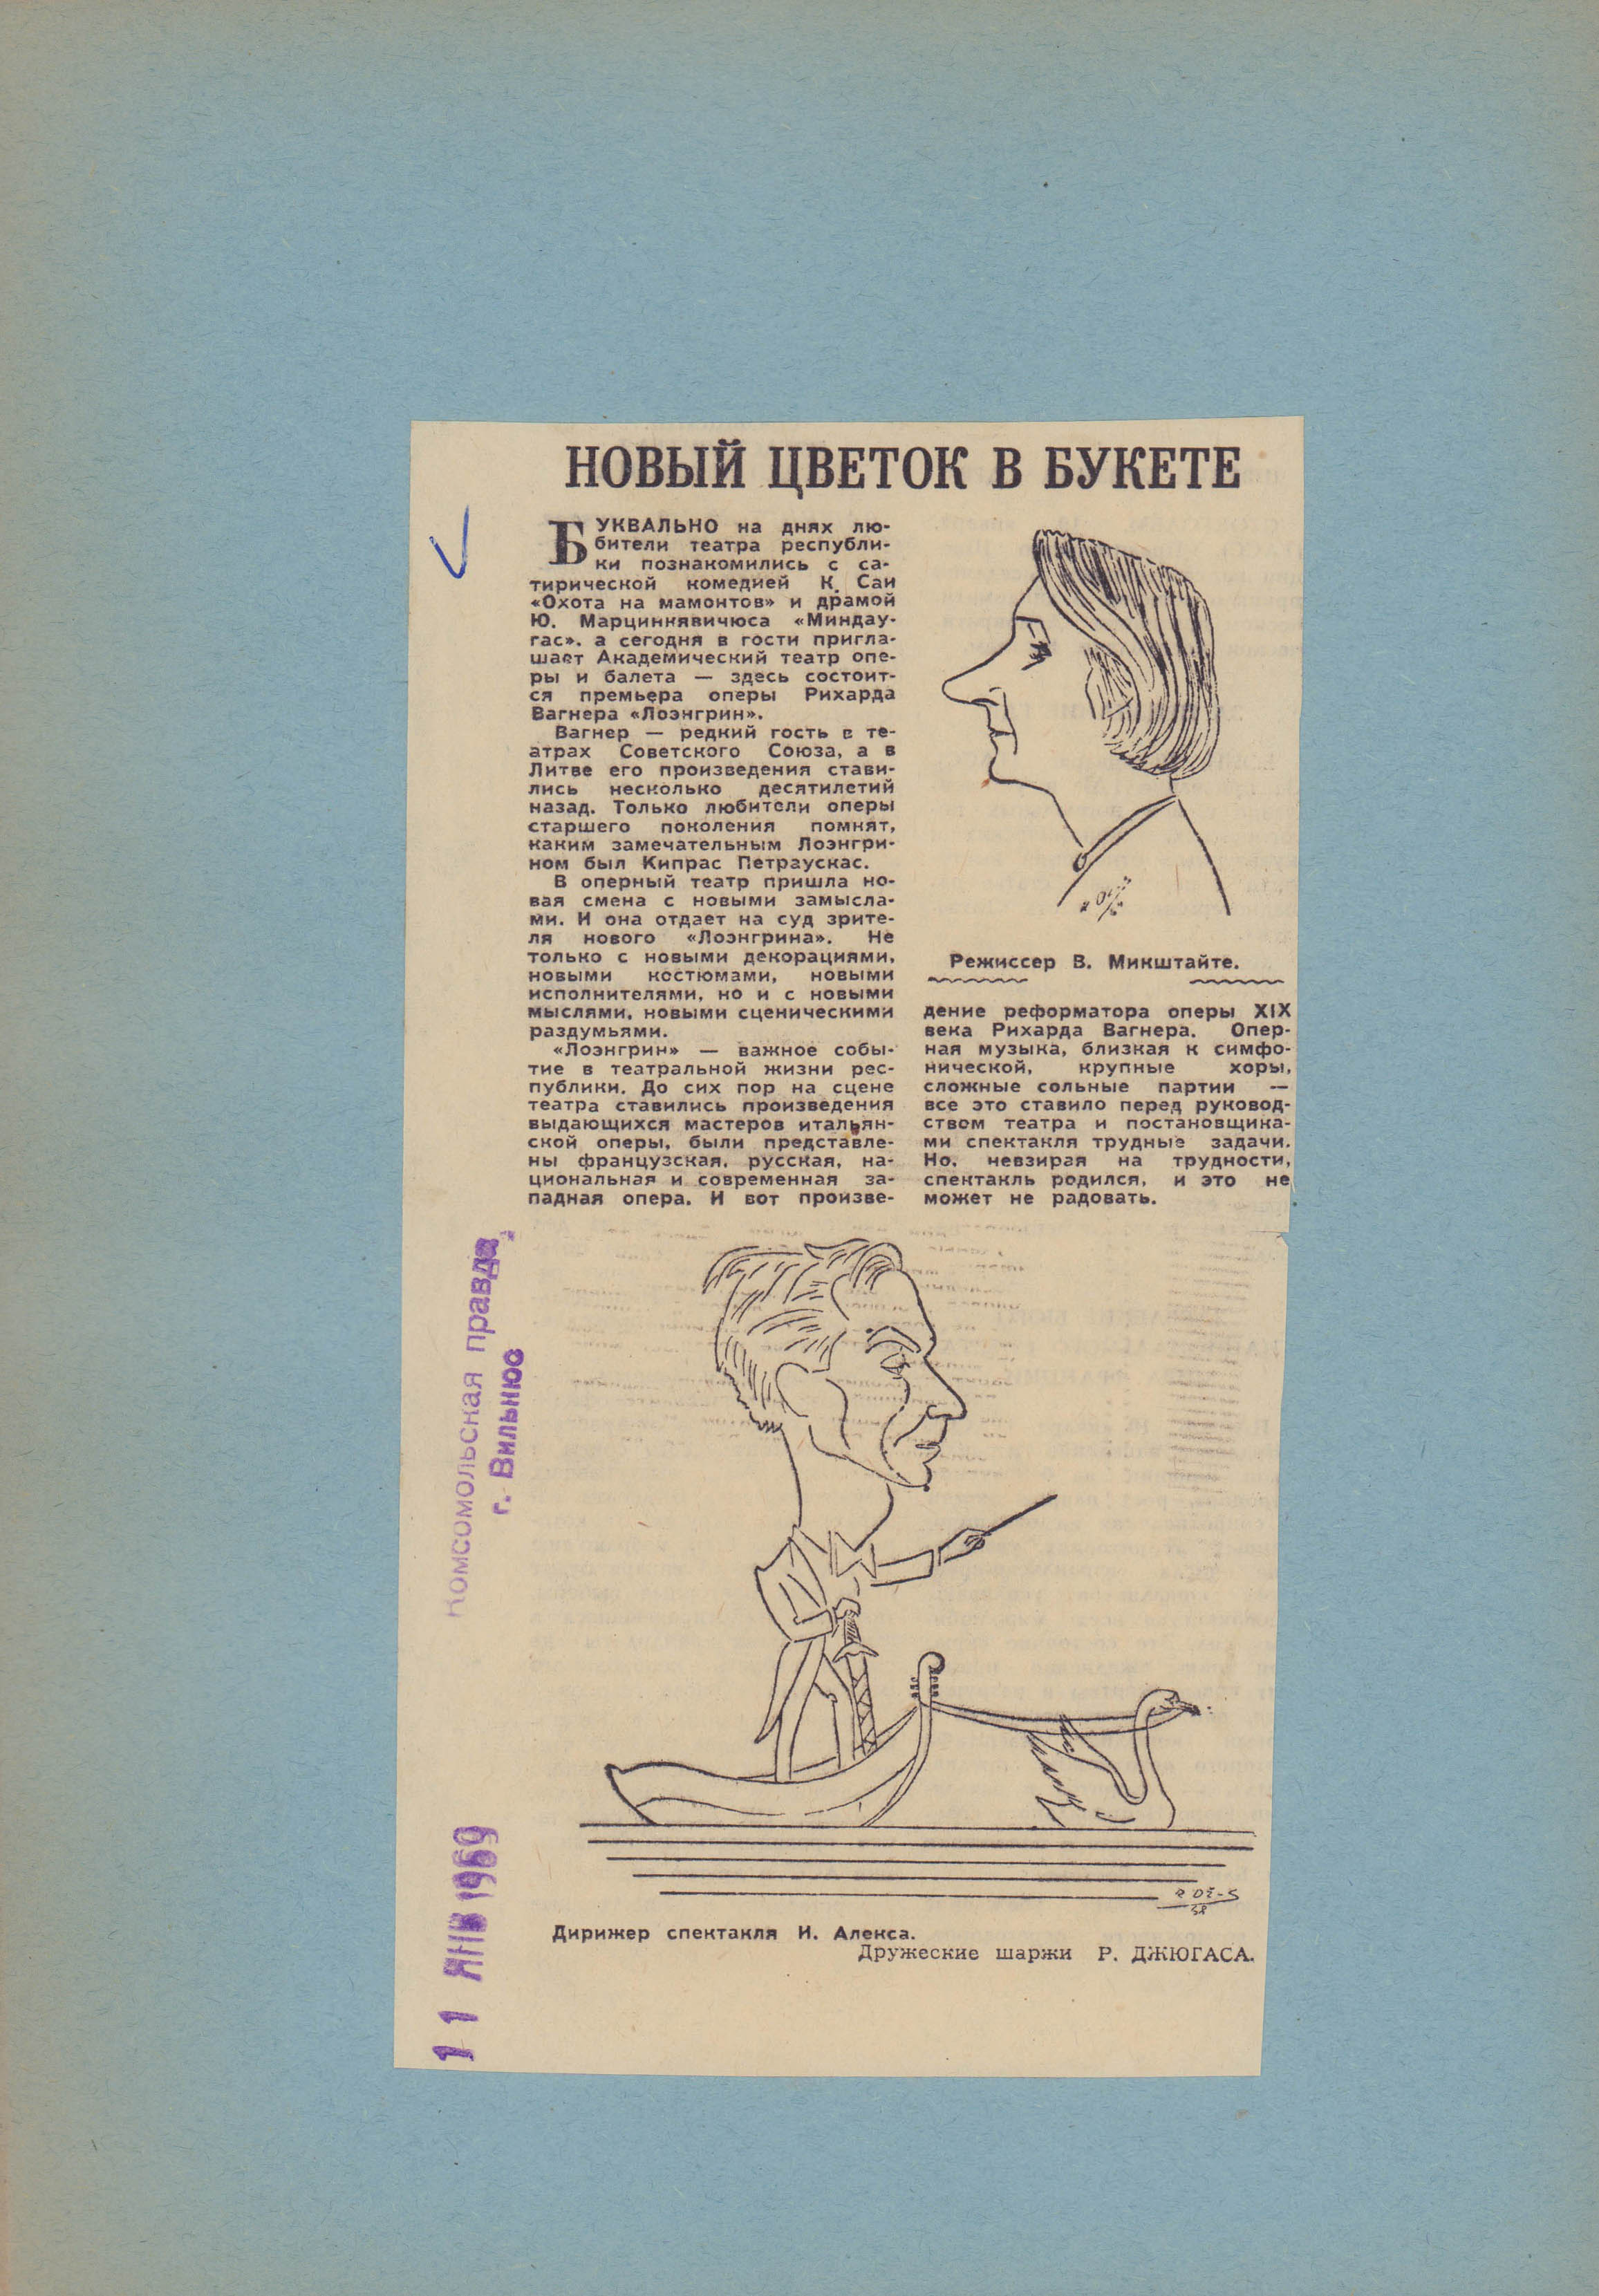 НОВЫЙ ЦВЕТОК В БУКЕТЕ
БУКВАЛЬНО на днях лю-
бители театра республи-
ки познакомились с са-
тирической комедией К. Саи
«Охота на мамонтов» и драмой
Ю. Марцинкявичюса «Миндау-
гас», а сегодня в гости пригла-
шает Академический театр опе-
ры и балета — здесь состоит-
ся премьера оперы Рихарда
Вагнера «Лоэнгрин».
Вагнер — редкий гость в те-
атрах Советского Союза, а в
Литве его произведения стави-
лись несколько десятилетий
назад. Только любители оперы
старшего поколения помнят,
каким замечательным Лоэнгри-
ном был Кипрас Петраускас.
В оперный театр пришла но-
вая смена с новыми замысла-
ми. И она отдает на суд зрите-
ля нового «Лоэнгрина». Не
только с новыми декорациями,
новыми костюмами, новыми
исполнителями, но и с новыми
мыслями, новыми сценическими
раздумьями.
«Лоэнгрин» — важное собы-
тие в театральной жизни рес-
публики. До сих пор на сцене
театра ставились произведения
выдающихся мастеров итальян-
ской оперы, были представле-
ны французская, русская, на-
циональная и современная за-
падная опера. И вот произве-
Режиссер В. Микштайте.
дение реформатора оперы XIX
века Рихарда Вагнера. Опер-
ная музыка, близкая к симфо-
нической, крупные хоры,
сложные сольные партии —
все это ставило перед руковод-
ством театра и постановщика-
ми спектакля трудные задачи.
Но, невзирая на трудности,
спектакль родился, и это не
может не радовать.
Комсомольская правда
г. Вильнюс
11 ЯНВ 1969
Дирижер спектакля И. Алекса.
Дружеские шаржи Р. ДЖЮГАСА.